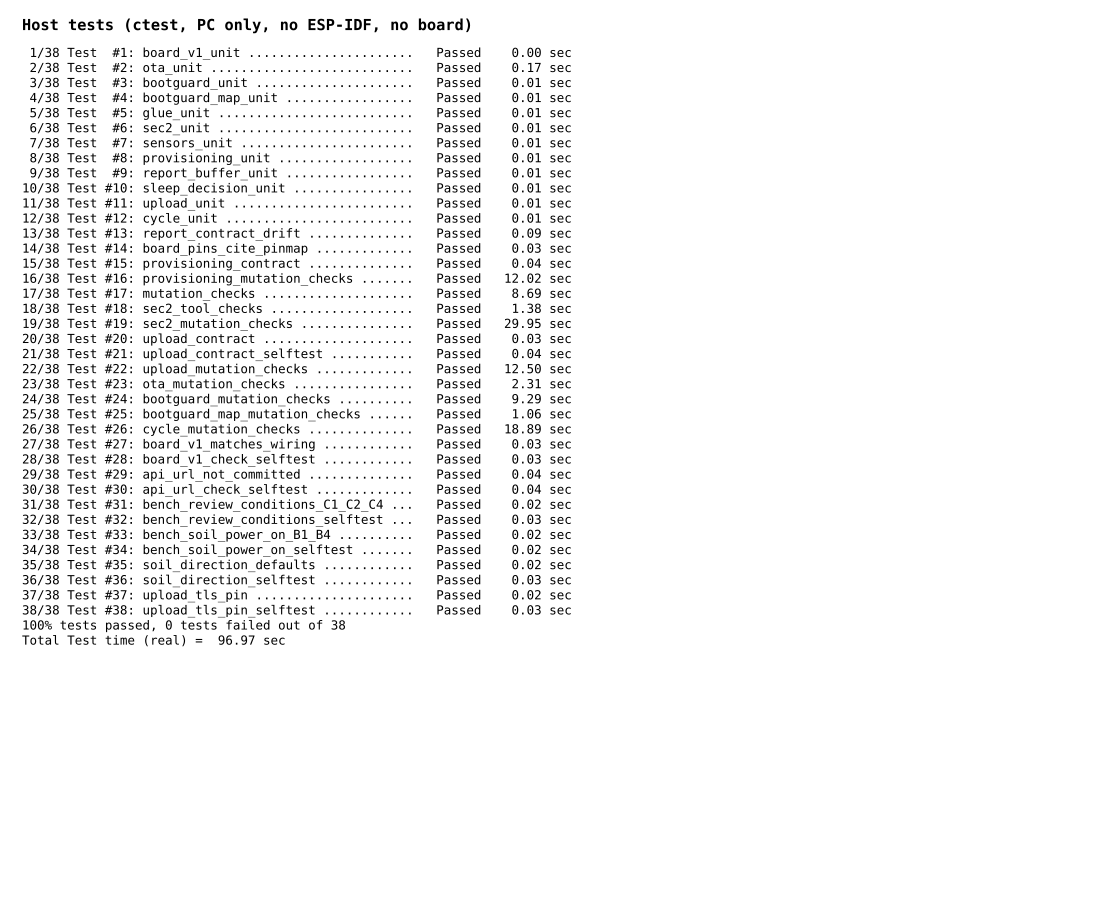 Host tests (ctest, PC only, no ESP-IDF, no board)
 1/38 Test  #1: board_v1_unit ......................   Passed    0.00 sec
 2/38 Test  #2: ota_unit ...........................   Passed    0.17 sec
 3/38 Test  #3: bootguard_unit .....................   Passed    0.01 sec
 4/38 Test  #4: bootguard_map_unit .................   Passed    0.01 sec
 5/38 Test  #5: glue_unit ..........................   Passed    0.01 sec
 6/38 Test  #6: sec2_unit ..........................   Passed    0.01 sec
 7/38 Test  #7: sensors_unit .......................   Passed    0.01 sec
 8/38 Test  #8: provisioning_unit ..................   Passed    0.01 sec
 9/38 Test  #9: report_buffer_unit .................   Passed    0.01 sec
10/38 Test #10: sleep_decision_unit ................   Passed    0.01 sec
11/38 Test #11: upload_unit ........................   Passed    0.01 sec
12/38 Test #12: cycle_unit .........................   Passed    0.01 sec
13/38 Test #13: report_contract_drift ..............   Passed    0.09 sec
14/38 Test #14: board_pins_cite_pinmap .............   Passed    0.03 sec
15/38 Test #15: provisioning_contract ..............   Passed    0.04 sec
16/38 Test #16: provisioning_mutation_checks .......   Passed   12.02 sec
17/38 Test #17: mutation_checks ....................   Passed    8.69 sec
18/38 Test #18: sec2_tool_checks ...................   Passed    1.38 sec
19/38 Test #19: sec2_mutation_checks ...............   Passed   29.95 sec
20/38 Test #20: upload_contract ....................   Passed    0.03 sec
21/38 Test #21: upload_contract_selftest ...........   Passed    0.04 sec
22/38 Test #22: upload_mutation_checks .............   Passed   12.50 sec
23/38 Test #23: ota_mutation_checks ................   Passed    2.31 sec
24/38 Test #24: bootguard_mutation_checks ..........   Passed    9.29 sec
25/38 Test #25: bootguard_map_mutation_checks ......   Passed    1.06 sec
26/38 Test #26: cycle_mutation_checks ..............   Passed   18.89 sec
27/38 Test #27: board_v1_matches_wiring ............   Passed    0.03 sec
28/38 Test #28: board_v1_check_selftest ............   Passed    0.03 sec
29/38 Test #29: api_url_not_committed ..............   Passed    0.04 sec
30/38 Test #30: api_url_check_selftest .............   Passed    0.04 sec
31/38 Test #31: bench_review_conditions_C1_C2_C4 ...   Passed    0.02 sec
32/38 Test #32: bench_review_conditions_selftest ...   Passed    0.03 sec
33/38 Test #33: bench_soil_power_on_B1_B4 ..........   Passed    0.02 sec
34/38 Test #34: bench_soil_power_on_selftest .......   Passed    0.02 sec
35/38 Test #35: soil_direction_defaults ............   Passed    0.02 sec
36/38 Test #36: soil_direction_selftest ............   Passed    0.03 sec
37/38 Test #37: upload_tls_pin .....................   Passed    0.02 sec
38/38 Test #38: upload_tls_pin_selftest ............   Passed    0.03 sec
100% tests passed, 0 tests failed out of 38
Total Test time (real) =  96.97 sec